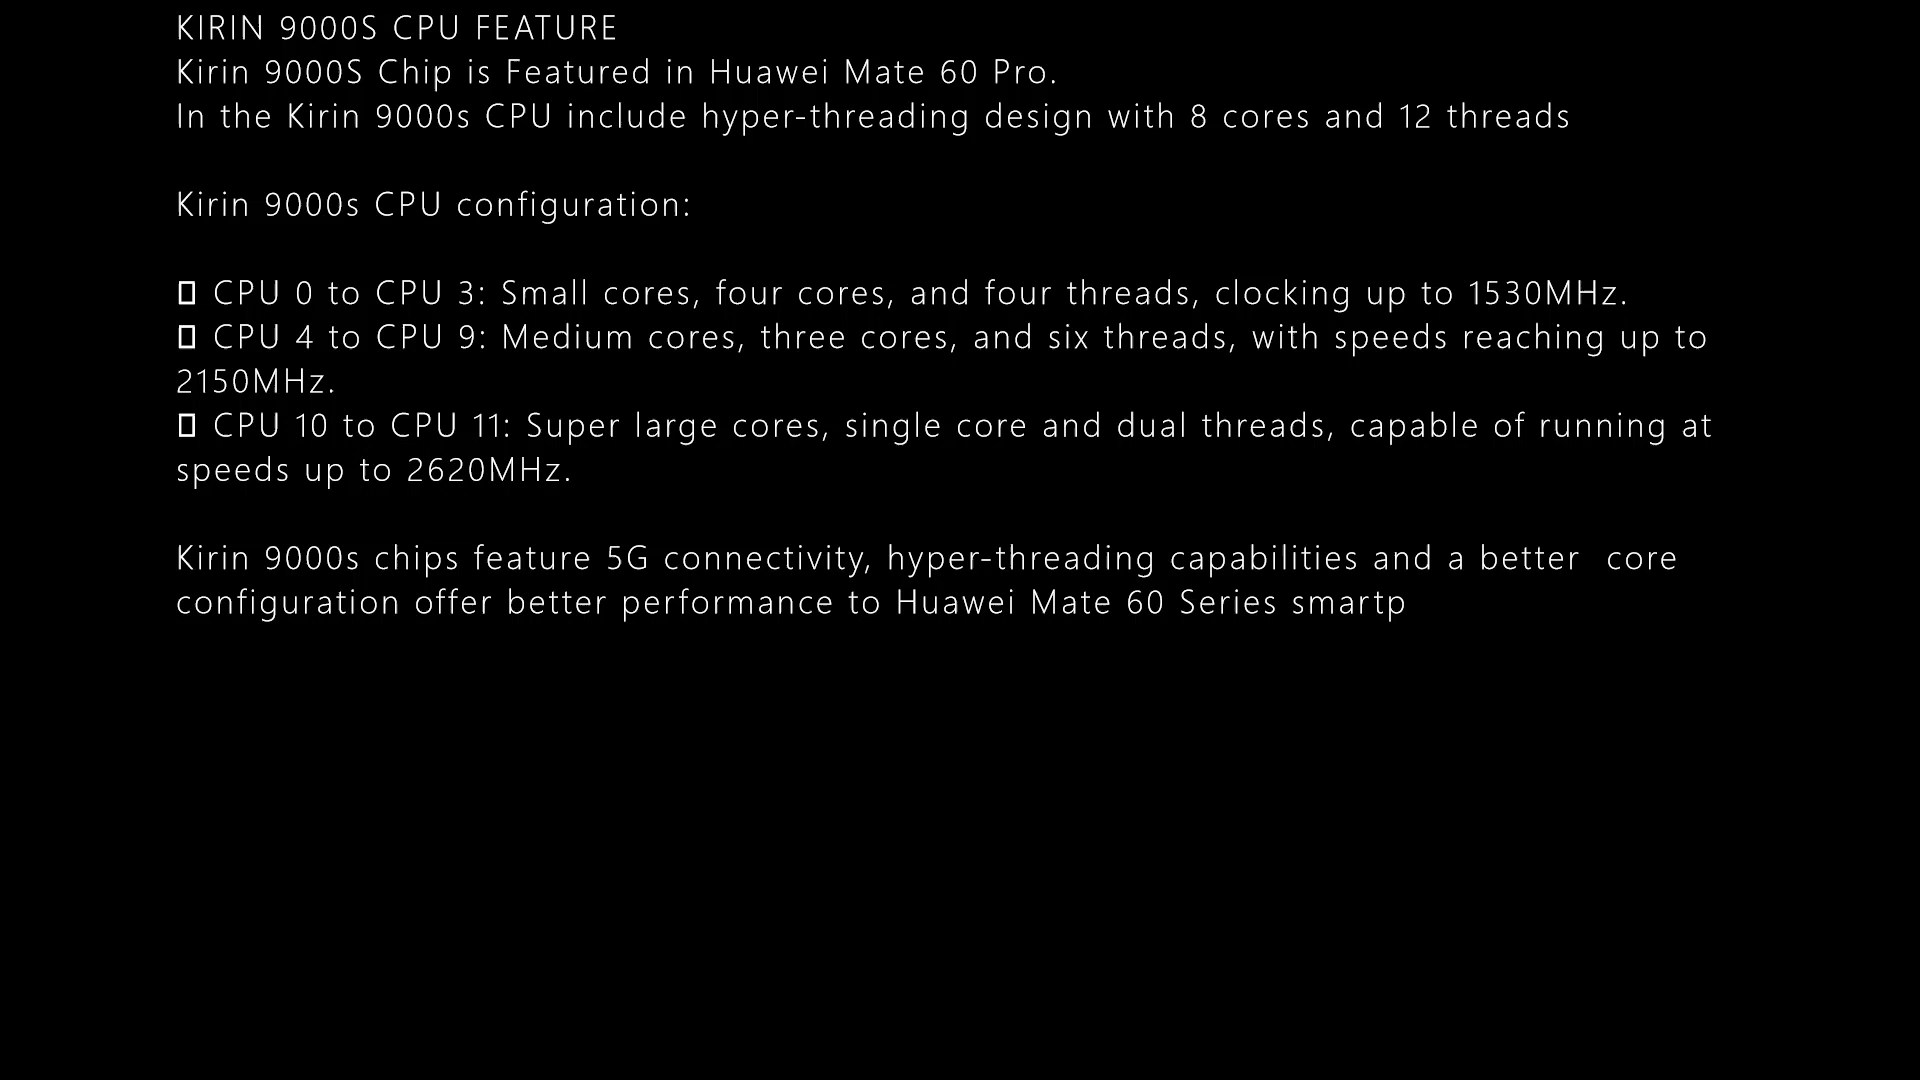 KIRIN 9000S CPU FEATURE
Kirin 9000S Chip is Featured in Huawei Mate 60 Pro.
In the Kirin 9000s CPU include hyper-threading design with 8 cores and 12 threads
Kirin 9000s CPU configuration:
▯ CPU 0 to CPU 3: Small cores, four cores, and four threads, clocking up to 1530MHz.
▯ CPU 4 to CPU 9: Medium cores, three cores, and six threads, with speeds reaching up to
2150MHz.
▯ CPU 10 to CPU 11: Super large cores, single core and dual threads, capable of running at
speeds up to 2620MHz.
Kirin 9000s chips feature 5G connectivity, hyper-threading capabilities and a better  core
configuration offer better performance to Huawei Mate 60 Series smartp